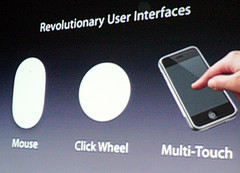 Revolutionary User Interfaces
Mouse
Click Wheel
Multi-Touch